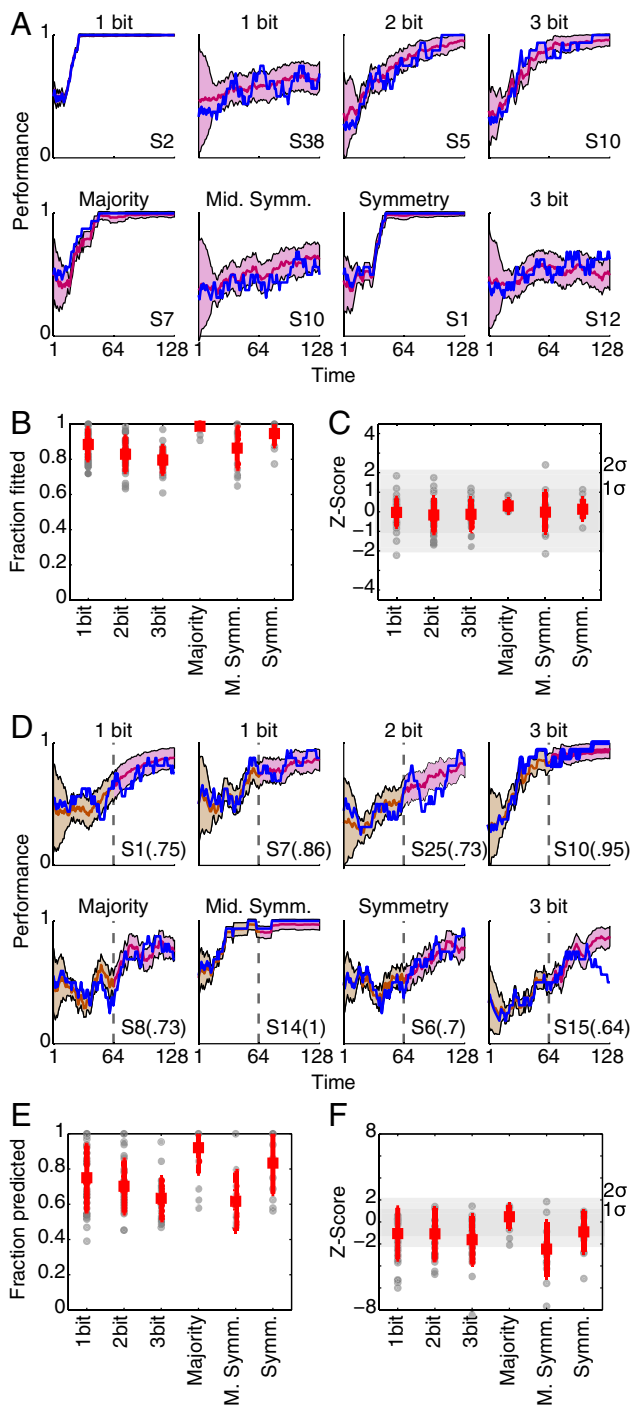 A
1 bit 1 bit 2 bit 3 bit
1
Performance
0
S2 S38 S5 S10
Majority Mid. Symm. Symmetry 3 bit
1
0
S7 S10 S1 S12
1 64 128 1 64 128 1 64 128 1 64 128
Time
B
Fraction fitted
1
0.8
0.6
0.4
0.2
0
1bit 2bit 3bit Majority M. Symm. Symm.
C
Z-Score
4
2
1
0
−1
−2
−4
2σ
1σ
1bit 2bit 3bit Majority M. Symm. Symm.
D
1 bit 1 bit 2 bit 3 bit
1
Performance
0
S1(.75) S7(.86) S25(.73) S10(.95)
Majority Mid. Symm. Symmetry 3 bit
1
0
S8(.73) S14(1) S6(.7) S15(.64)
1 64 128 1 64 128 1 64 128 1 64 128
Time
E
Fraction predicted
1
0.8
0.6
0.4
0.2
0
1bit 2bit 3bit Majority M. Symm. Symm.
F
Z-Score
8
2
0
−2
−8
2σ
1σ
1bit 2bit 3bit Majority M. Symm. Symm.